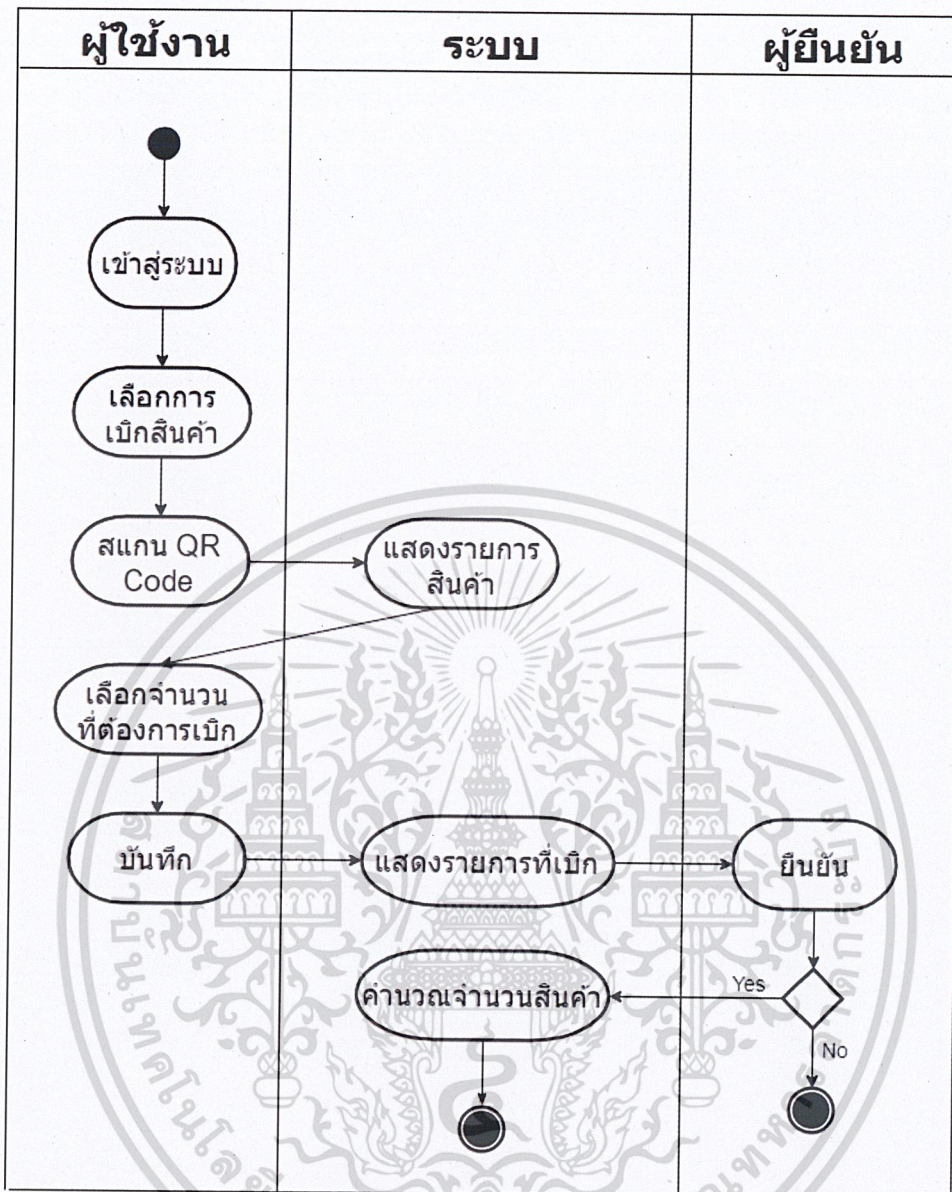 ผู้ใช้งาน
ระบบ
ผู้ยืนยัน
เข้าสู่ระบบ
เลือกการ
เบิกสินค้า
สแกน QR
Code
แสดงรายการ
สินค้า
เลือกจำนวน
ที่ต้องการเบิก
บันทึก
แสดงรายการที่เบิก
ยืนยัน
คำนวณจำนวนสินค้า
Yes
No